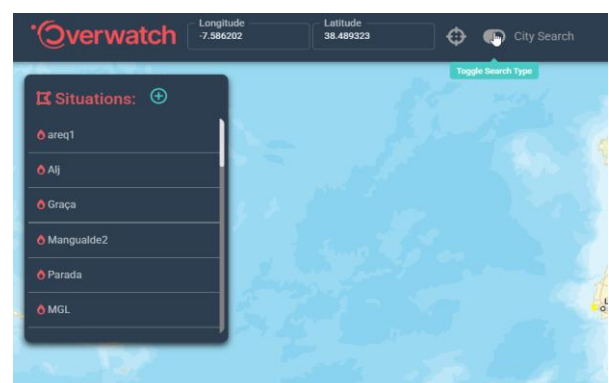 Overwatch
Longitude
-7.586202
Latitude
38.489323
City Search
Toggle Search Type
Situations:
areq1
Alj
Graça
Mangualde2
Parada
MGL